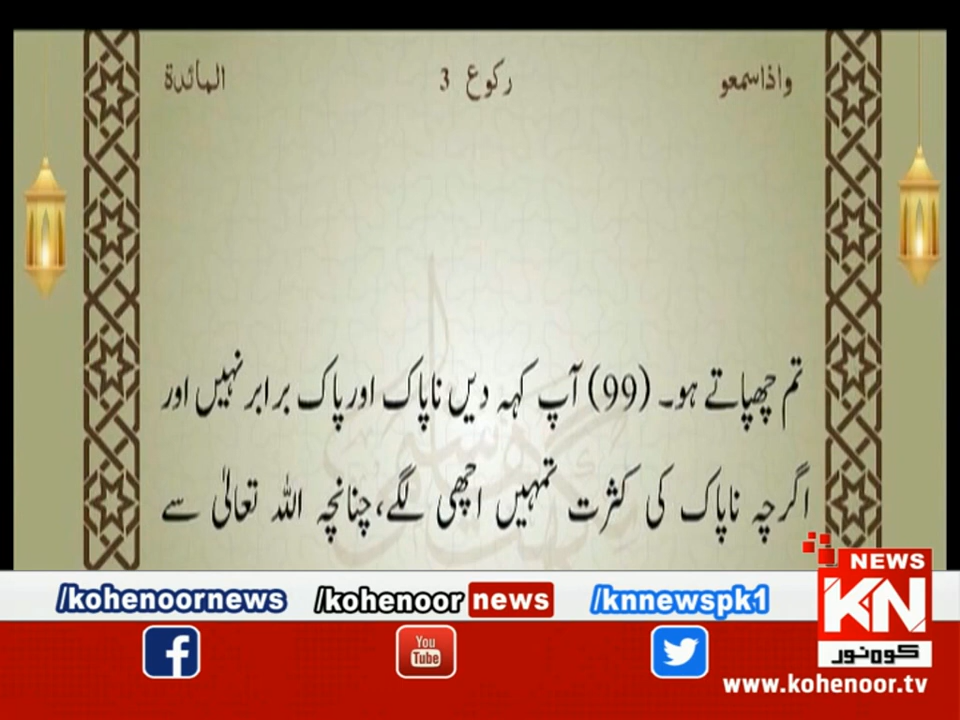 واذاسمعو رکوع 3 المائدة
تم چھپاتے ہو۔ (99) آپ کہہ دیں ناپاک اور پاک برابر نہیں اور
اگرچہ ناپاک کی کثرت تمہیں اچھی لگے، چنانچہ اللہ تعالیٰ سے
/kohenoornews /kohenoor news /knnewspk1
NEWS
KN
کوہ نور
You
Tube
www.kohenoor.tv